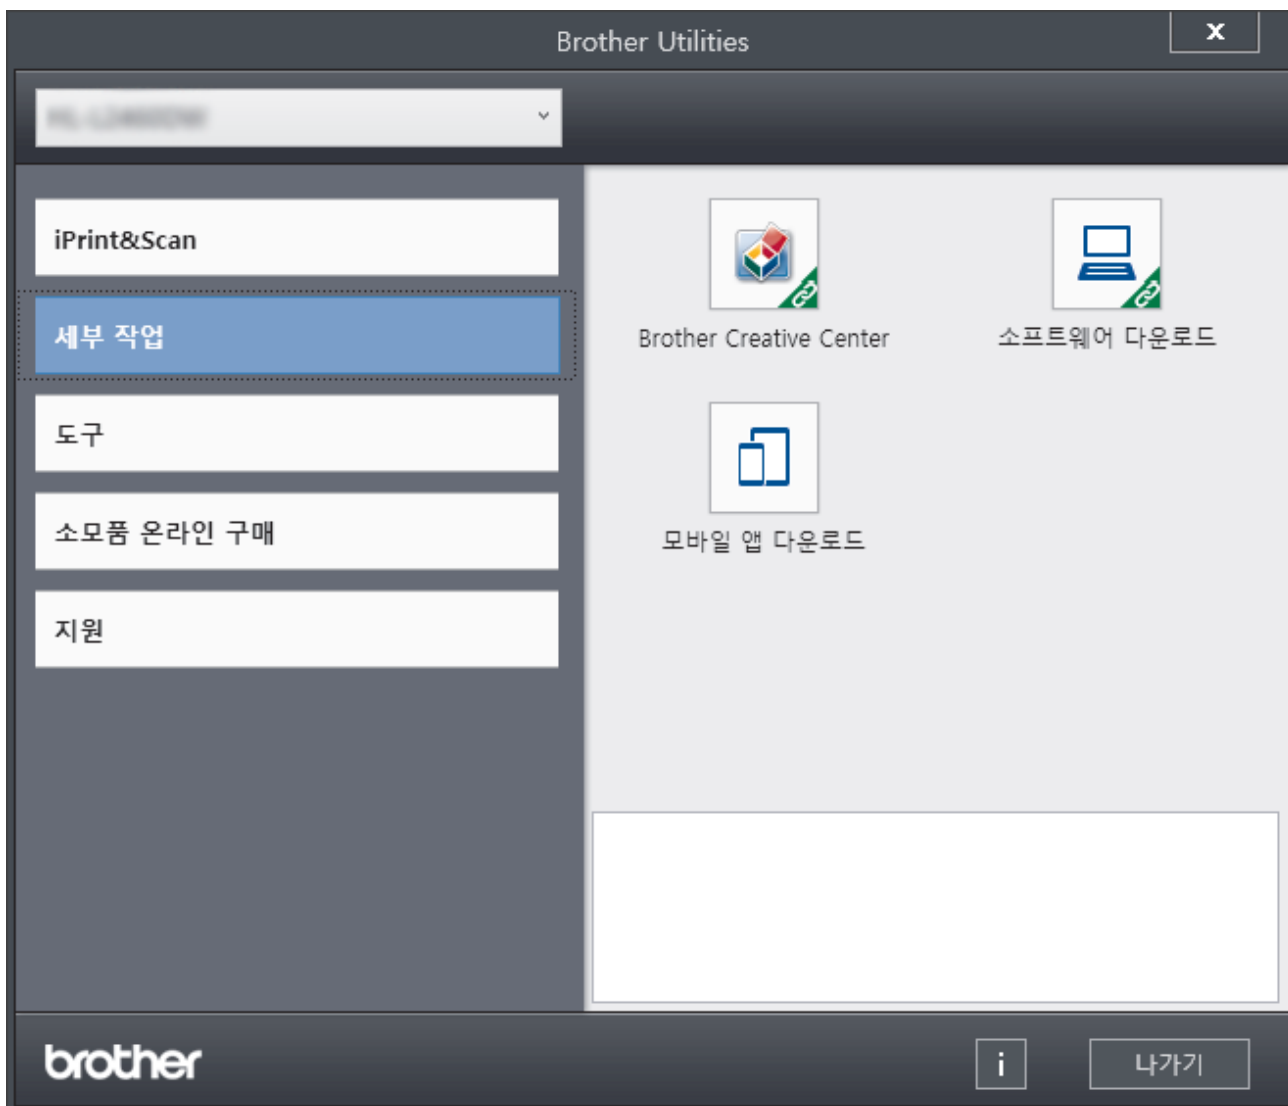 Brother Utilities
x
iPrint&Scan
세부 작업
도구
소모품 온라인 구매
지원
Brother Creative Center
소프트웨어 다운로드
모바일 앱 다운로드
brother
i
나가기